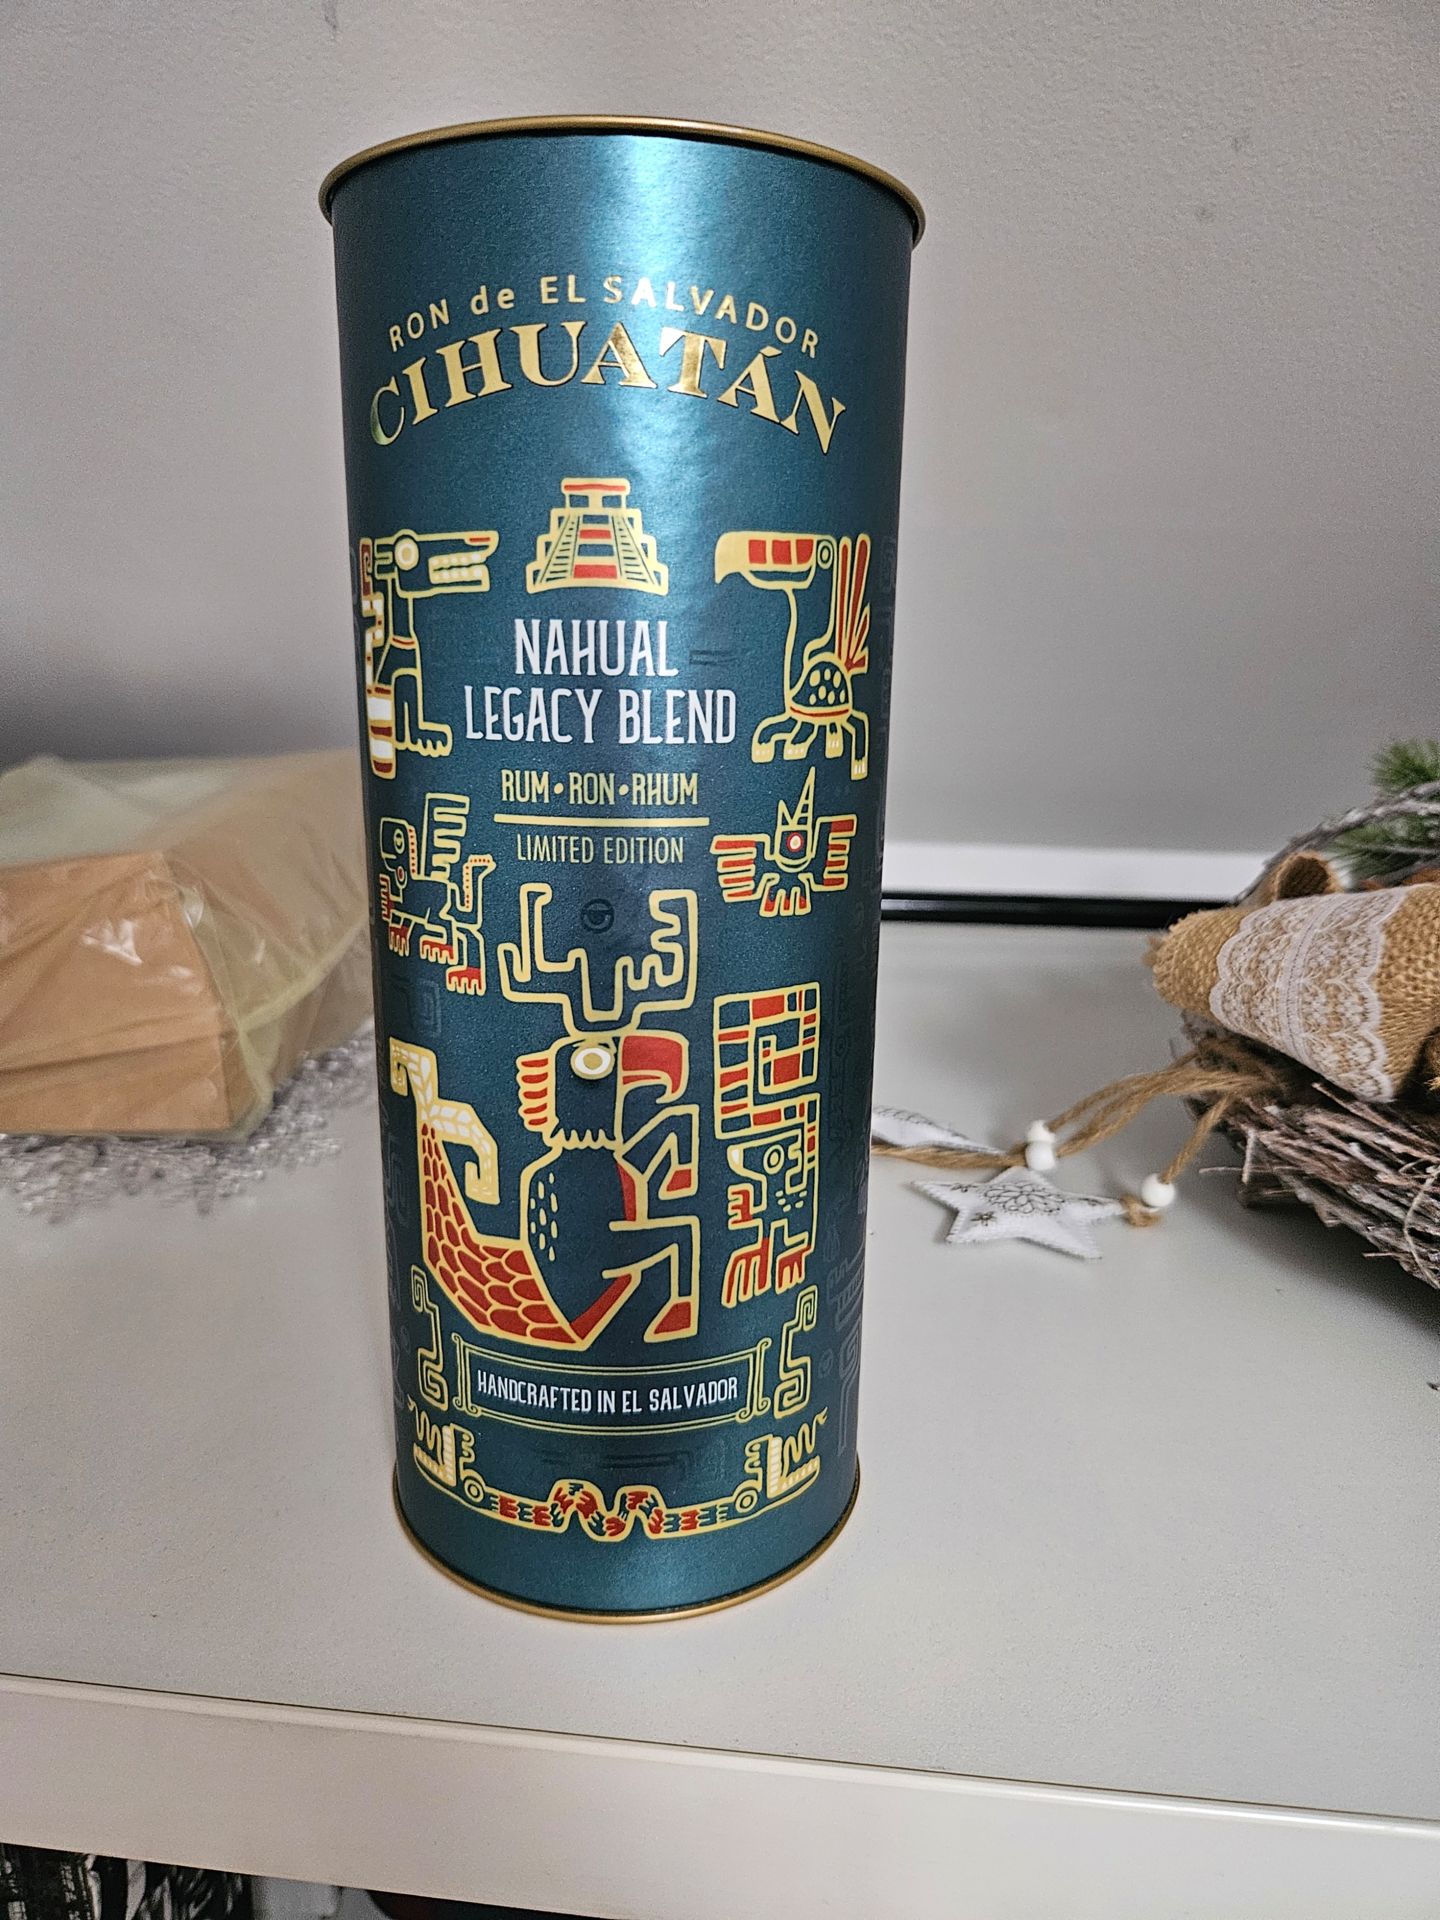 RON de EL SALVADOR
CIHUATÁN
NAHUAL
LEGACY BLEND
RUM•RON•RHUM
LIMITED EDITION
HANDCRAFTED IN EL SALVADOR